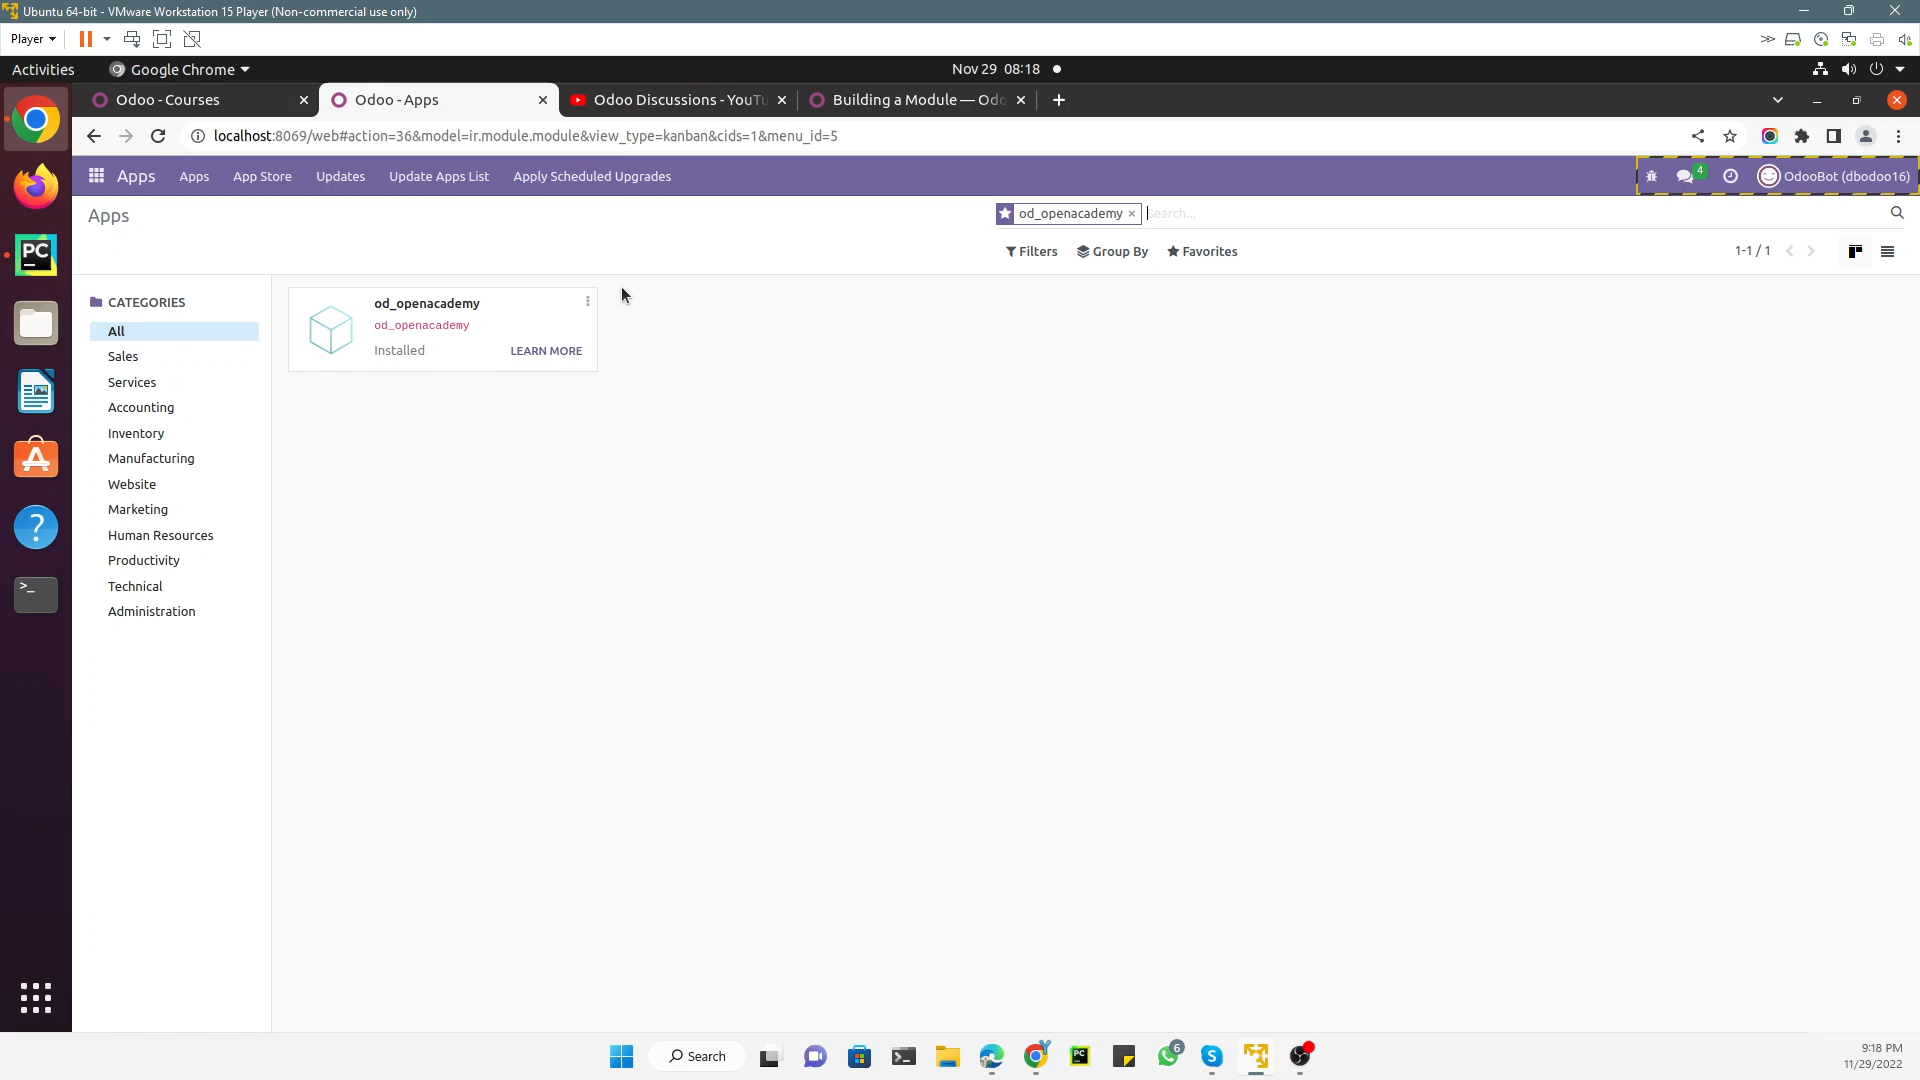 Ubuntu 64-bit - VMware Workstation 15 Player (Non-commercial use only)
Player
Activities
Google Chrome
Nov 29 08:18
Odoo - Courses
Odoo - Apps
Odoo Discussions - YouTu
Building a Module — Odo
localhost:8069/web#action=36&model=ir.module.module&view_type=kanban&cids=1&menu_id=5
Apps
Apps
App Store
Updates
Update Apps List
Apply Scheduled Upgrades
4
OdooBot (dbodoo16)
Apps
od_openacademy
Search...
Filters
Group By
Favorites
1-1 / 1
CATEGORIES
All
Sales
Services
Accounting
Inventory
Manufacturing
Website
Marketing
Human Resources
Productivity
Technical
Administration
od_openacademy
od_openacademy
Installed
LEARN MORE
PC
Search
PC
6
9:18 PM
11/29/2022